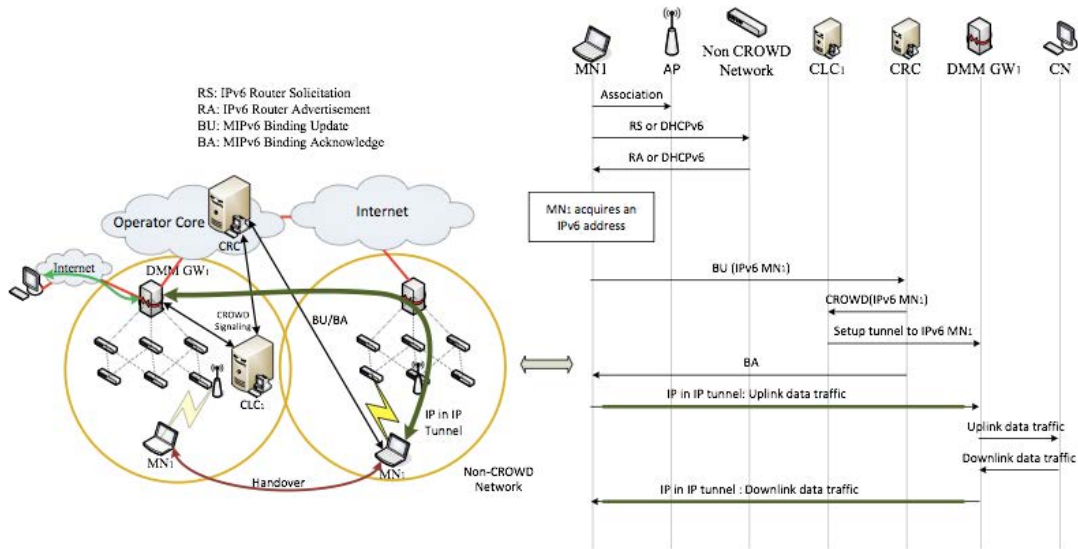 RS: IPv6 Router Solicitation
RA: IPv6 Router Advertisement
BU: MIPv6 Binding Update
BA: MIPv6 Binding Acknowledge
Operator Core
CRC
Internet
Internet
DMM GW1
CROWD
Signaling
BU/BA
CLC1
IP in IP
Tunnel
MN1
MN1
Handover
Non-CROWD
Network
MN1
AP
Non CROWD
Network
CLC1
CRC
DMM GW1
CN
Association
RS or DHCPv6
RA or DHCPv6
MN1 acquires an
IPv6 address
BU (IPv6 MN1)
CROWD(IPv6 MN1)
Setup tunnel to IPv6 MN1
BA
IP in IP tunnel: Uplink data traffic
Uplink data traffic
Downlink data traffic
IP in IP tunnel : Downlink data traffic